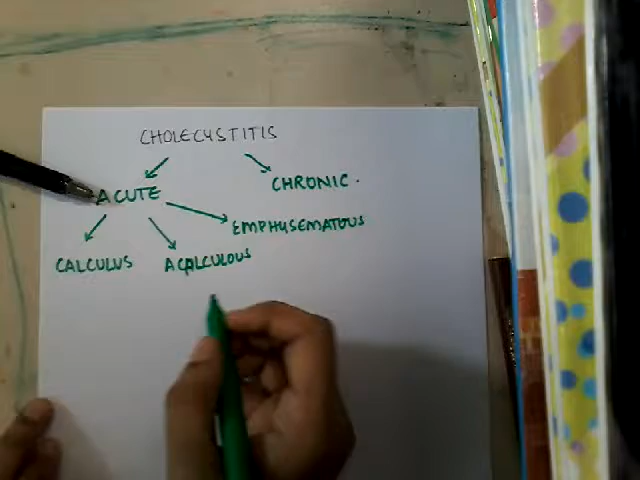 CHOLECYSTITIS
ACUTE
CHRONIC.
EMPHYSEMATOUS
CALCULUS
ACALCULOUS